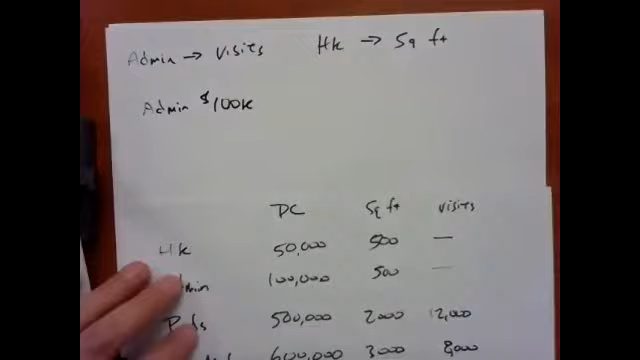 Admin → visits Hk → Sq ft
Admin $100k
DC Sq ft visits
Hk 50,000 500 —
100,000 500 —
500,000 2000 12,000
600,000 3000 8000